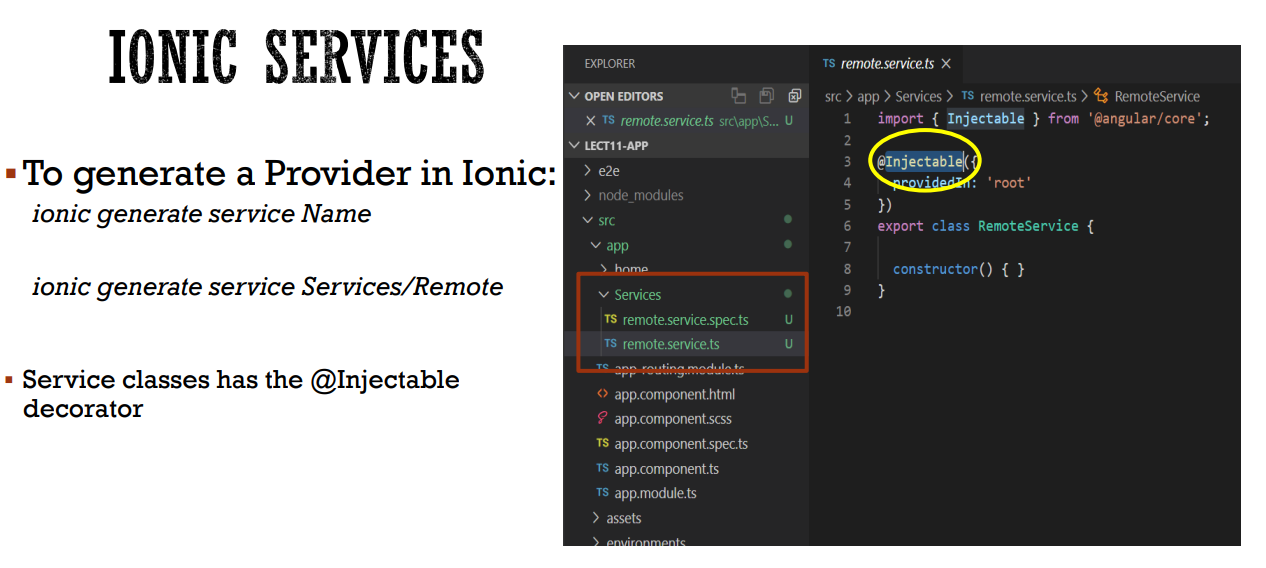 IONIC SERVICES
To generate a Provider in Ionic:
ionic generate service Name
ionic generate service Services/Remote
Service classes has the @Injectable
decorator
EXPLORER
OPEN EDITORS
TS remote.service.ts src\app\S... U
LECT11-APP
e2e
node_modules
src
app
home
Services
TS remote.service.spec.ts U
TS remote.service.ts U
TS app-routing.module.ts
<> app.component.html
app.component.scss
TS app.component.spec.ts
TS app.component.ts
TS app.module.ts
assets
environments
TS remote.service.ts
src > app > Services > TS remote.service.ts > RemoteService
1 import { Injectable } from '@angular/core';
2
3 @Injectable({
4 providedIn: 'root'
5 })
6 export class RemoteService {
7
8 constructor() { }
9 }
10